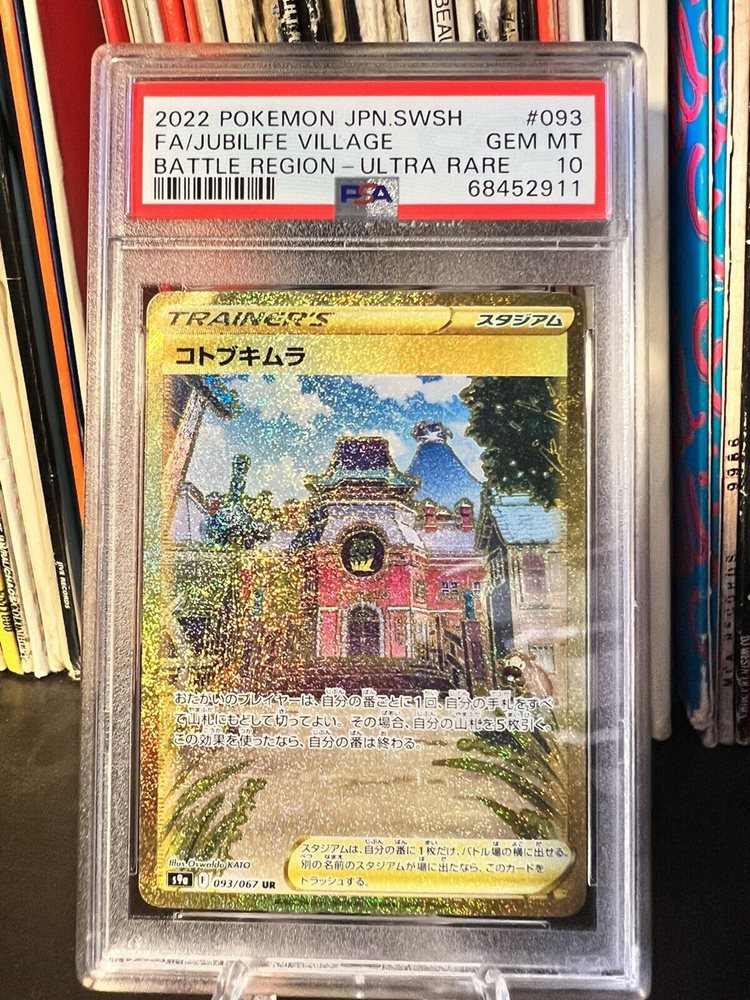 BEAU
2022 POKEMON JPN.SWSH #093
FA/JUBILIFE VILLAGE GEM MT
BATTLE REGION - ULTRA RARE 10
PSA 68452911
TRAINER'S スタジアム
コトブキムラ
おたがいのプレイヤーは、自分の番ごとに1回、自分の手札をすべ
て山札にもどして切ってよい。その場合、自分の山札を5枚引く。
この効果を使ったなら、自分の番は終わる。
スタジアムは、自分の番に1枚だけ、バトル場の横に出せる。
別の名前のスタジアムが場に出たなら、このカードを
トラッシュする。
Illus. Oswaldo KATO
s9a F 093/067 UR
9966
MCA RECORDS